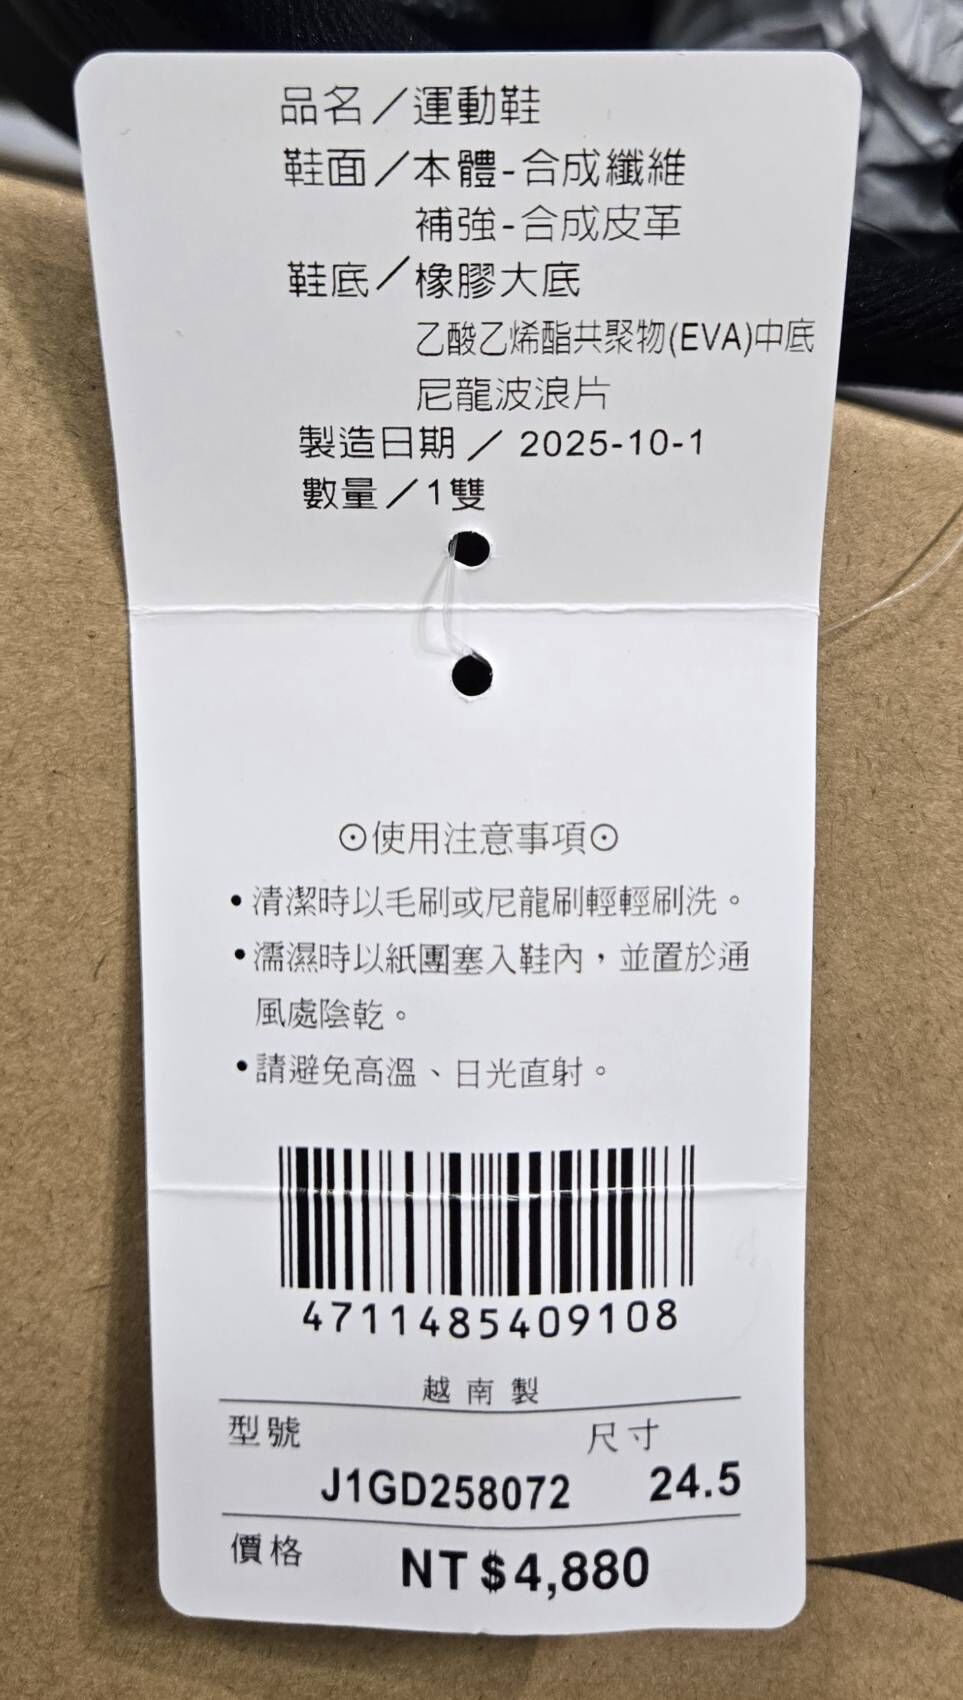 品名／運動鞋
鞋面／本體-合成纖維
補強-合成皮革
鞋底／橡膠大底
乙酸乙烯酯共聚物(EVA)中底
尼龍波浪片
製造日期／2025-10-1
數量／1雙
⊙使用注意事項⊙
•清潔時以毛刷或尼龍刷輕輕刷洗。
•濡濕時以紙團塞入鞋內，並置於通
風處陰乾。
•請避免高溫、日光直射。
4711485409108
越南製
型號 尺寸
J1GD258072 24.5
價格 NT$4,880